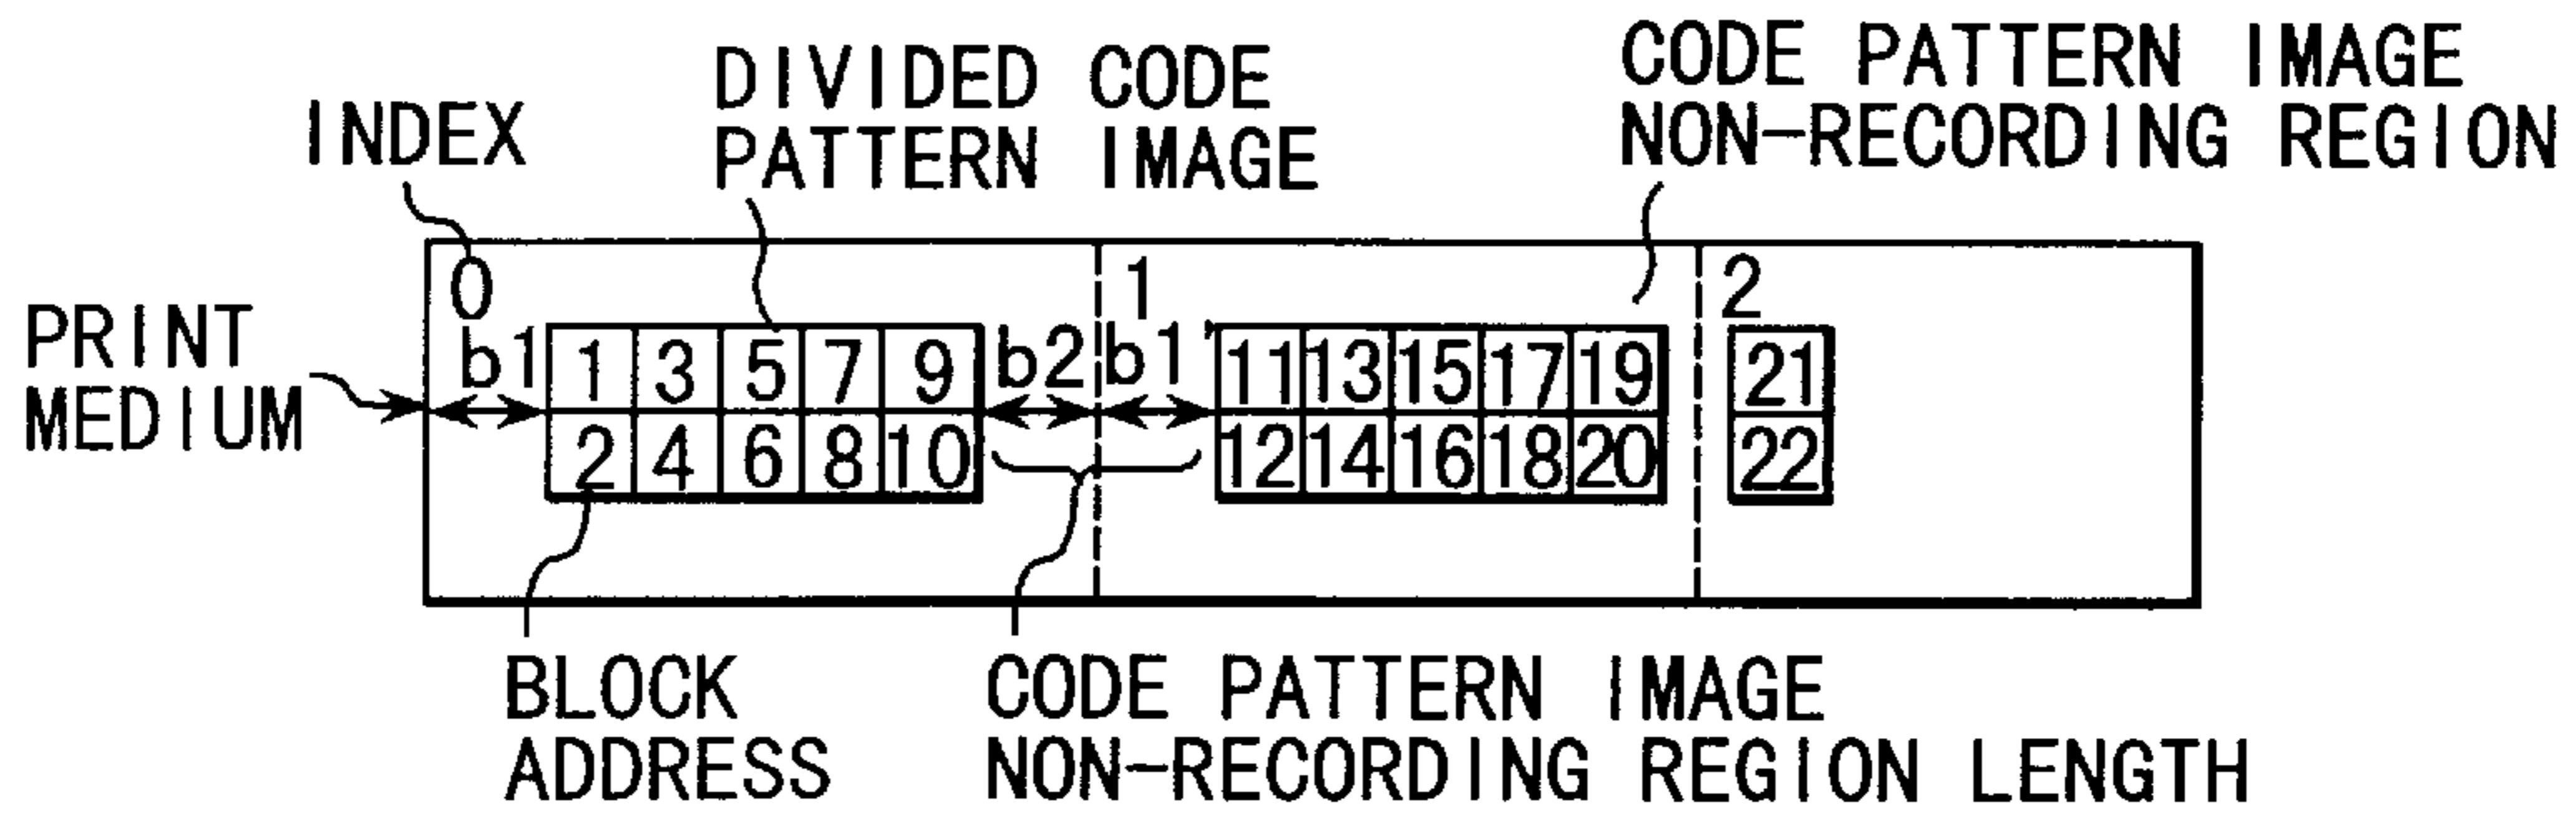 CODE PATTERN IMAGE
NON-RECORDING REGION
DIVIDED CODE
PATTERN IMAGE
INDEX
0 1 2
PRINT
MEDIUM
b1 1 3 5 7 9 b2 b1 11 13 15 17 19 21
2 4 6 8 10 12 14 16 18 20 22
BLOCK
ADDRESS
CODE PATTERN IMAGE
NON-RECORDING REGION LENGTH